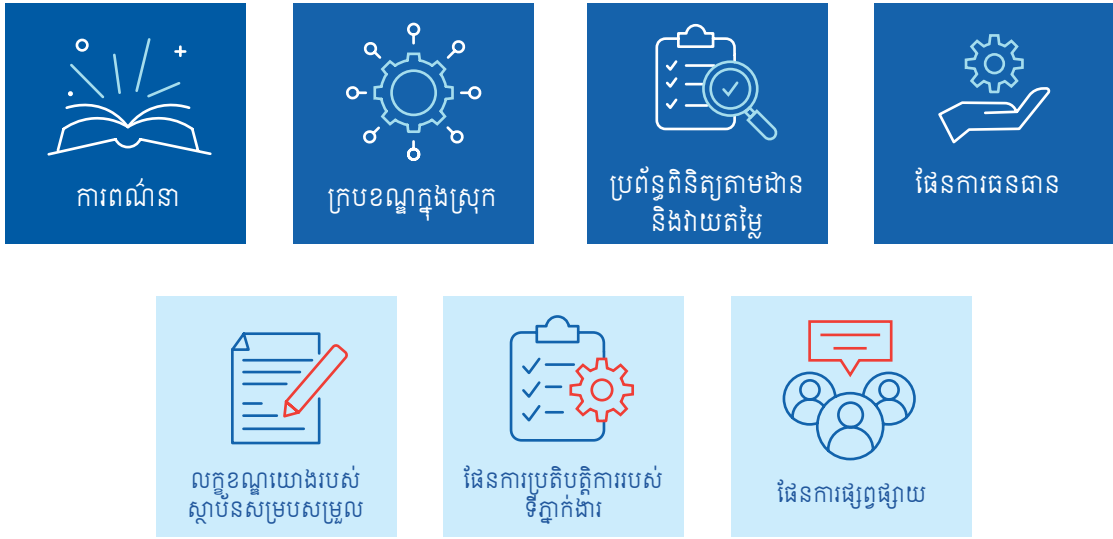 ការពណ៌នា
ក្របខណ្ឌក្នុងស្រុក
ប្រព័ន្ធពិនិត្យតាមដាន
និងវាយតម្លៃ
ផែនការធនធាន
លក្ខខណ្ឌយោងរបស់
ស្ថាប័នសម្របសម្រួល
ផែនការប្រតិបត្តិការរបស់
ទីភ្នាក់ងារ
ផែនការផ្សព្វផ្សាយ